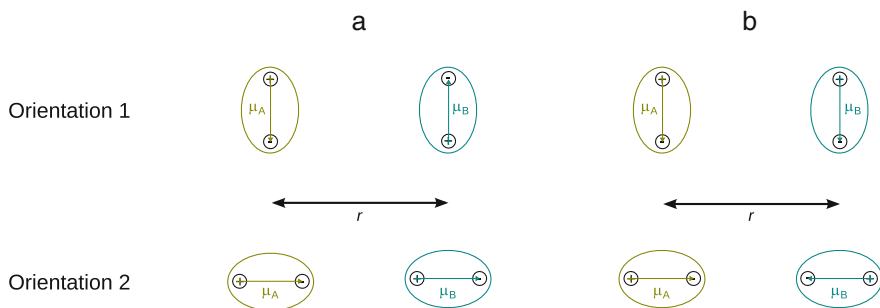 a b
Orientation 1
+ - + +
μA μB μA μB
- + - -
r r
Orientation 2
+ - + - + - - +
μA μB μA μB